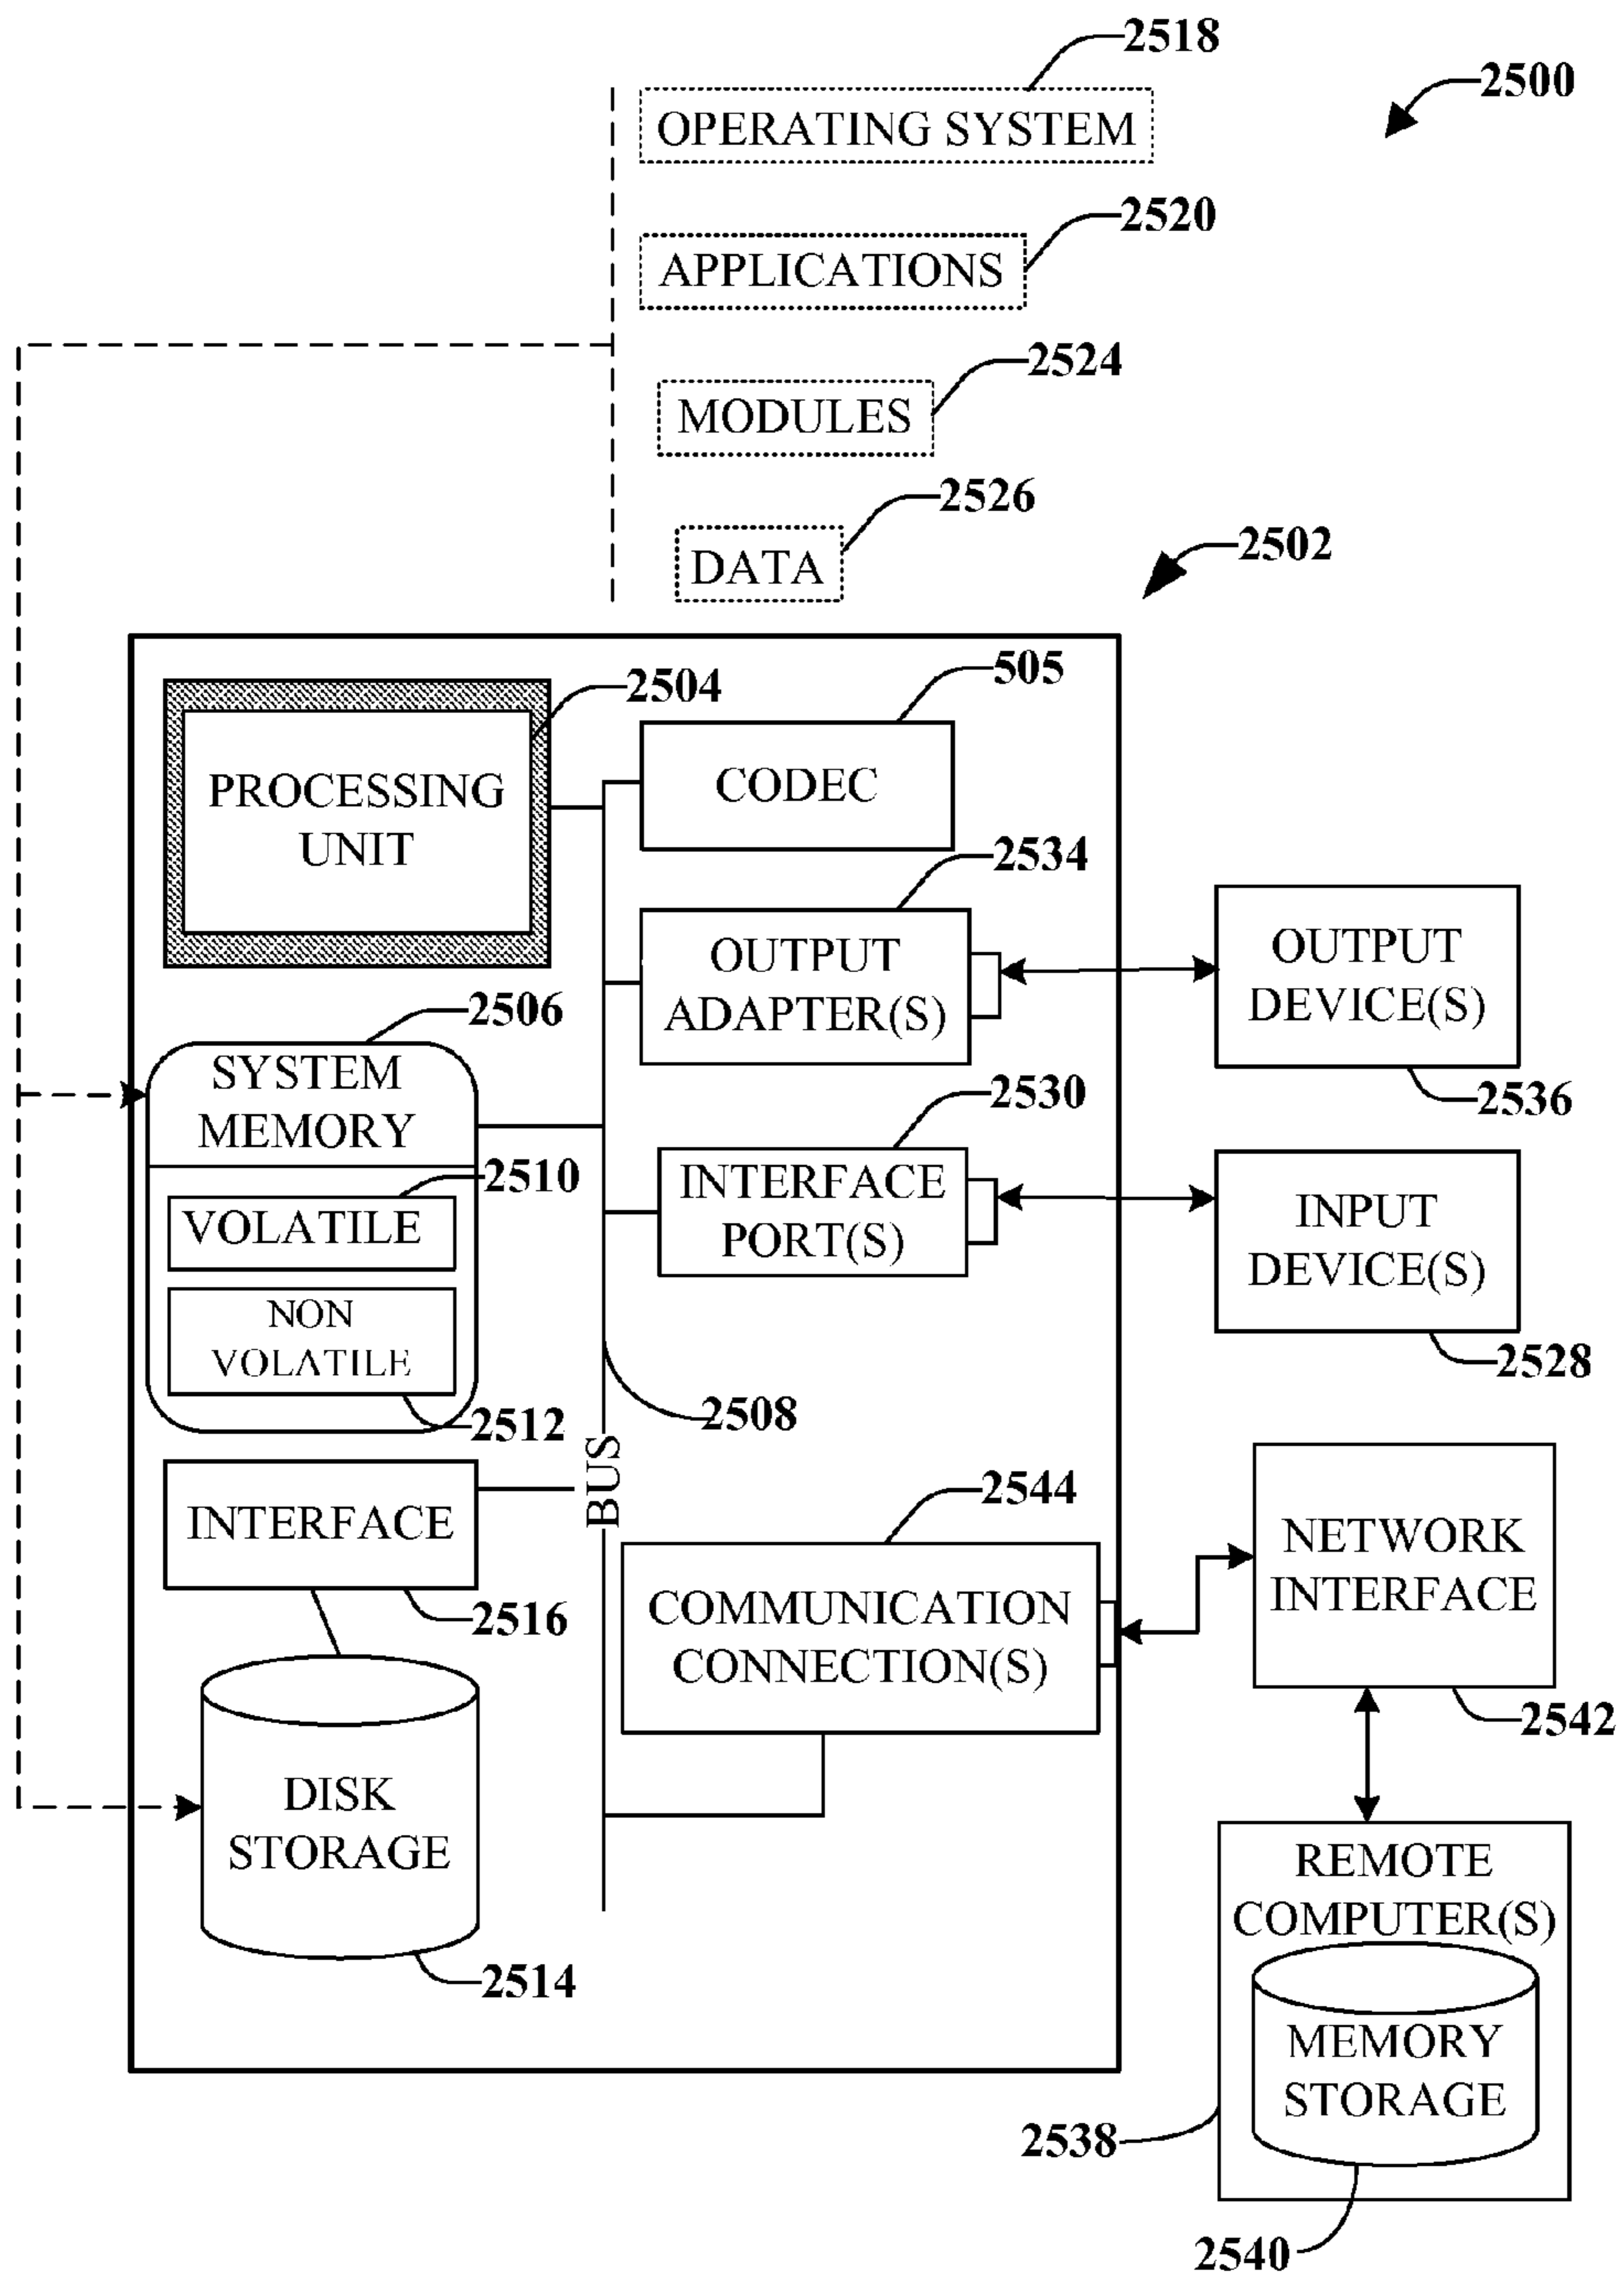 2518
2500
OPERATING SYSTEM
2520
APPLICATIONS
2524
MODULES
2526
DATA
2502
505
2504
PROCESSING
UNIT
CODEC
2534
OUTPUT
ADAPTER(S)
OUTPUT
DEVICE(S)
2536
2506
SYSTEM
MEMORY
2510
VOLATILE
NON
VOLATILE
2512
2530
INTERFACE
PORT(S)
INPUT
DEVICE(S)
2528
2508
BUS
INTERFACE
2516
2544
COMMUNICATION
CONNECTION(S)
NETWORK
INTERFACE
2542
DISK
STORAGE
2514
REMOTE
COMPUTER(S)
MEMORY
STORAGE
2538
2540